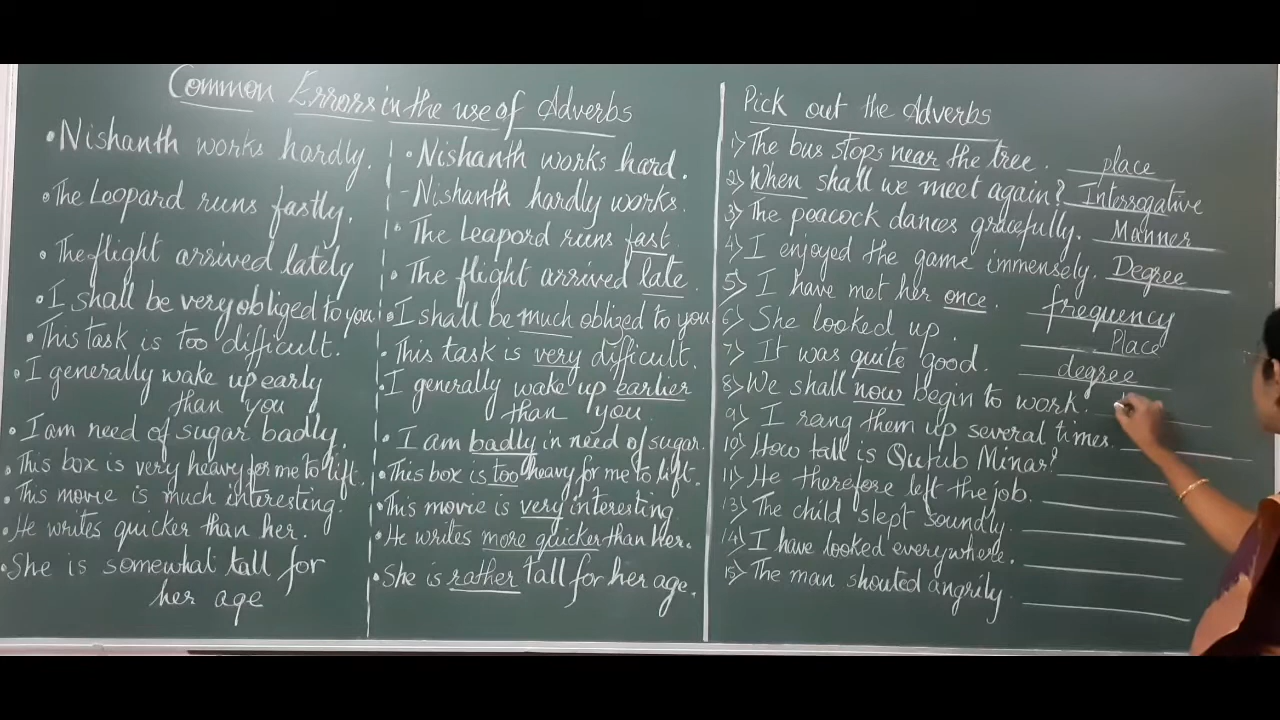 Common Errors in the use of Adverbs
• Nishanth works hardly.
• The Leopard runs fastly.
• The flight arrived lately
• I shall be very obliged to you
• This task is too difficult.
• I generally wake up early
than you
• I am need of sugar badly.
• This box is very heavy for me to lift.
• This movie is much interesting.
• He writes quicker than her.
• She is somewhat tall for
her age
• Nishanth works hard.
- Nishanth hardly works.
• The Leapord runs fast.
• The flight arrived late.
• I shall be much obliged to you
• This task is very difficult.
• I generally wake up earlier
than you
• I am badly in need of sugar.
• This box is too heavy for me to lift.
• This movie is very interesting
• He writes more quicker than her.
• She is rather tall for her age.
Pick out the Adverbs
1) The bus stops near the tree. place
2) When shall we meet again? Interrogative
3) The peacock dances gracefully. Manner
4) I enjoyed the game immensely. Degree
5) I have met her once. frequency
6) She looked up. Place
7) It was quite good. degree
8) We shall now begin to work.
9) I rang them up several times.
10) How tall is Qutub Minar?
11) He therefore left the job.
13) The child slept soundly.
14) I have looked everywhere.
15) The man shouted angrily.